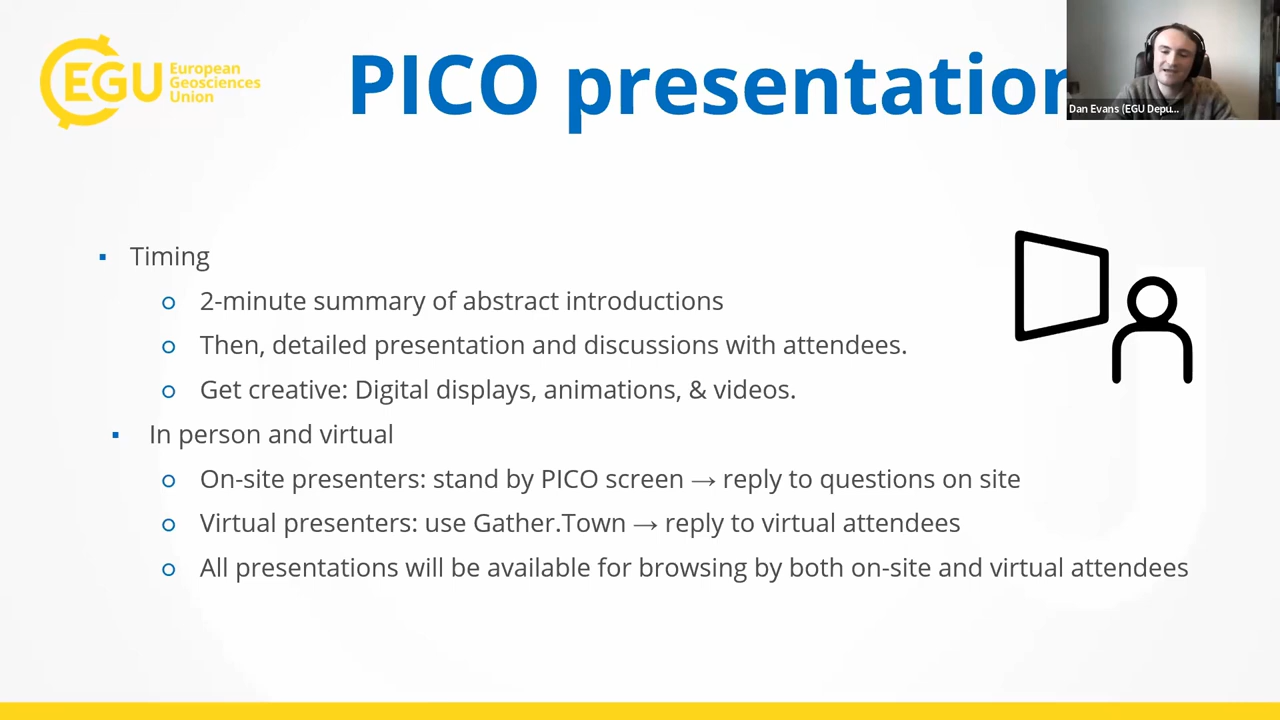 EGU
European
Geosciences
Union
PICO presentation
Dan Evans (EGU Depu...
▪ Timing
o 2-minute summary of abstract introductions
o Then, detailed presentation and discussions with attendees.
o Get creative: Digital displays, animations, & videos.
▪ In person and virtual
o On-site presenters: stand by PICO screen → reply to questions on site
o Virtual presenters: use Gather.Town → reply to virtual attendees
o All presentations will be available for browsing by both on-site and virtual attendees